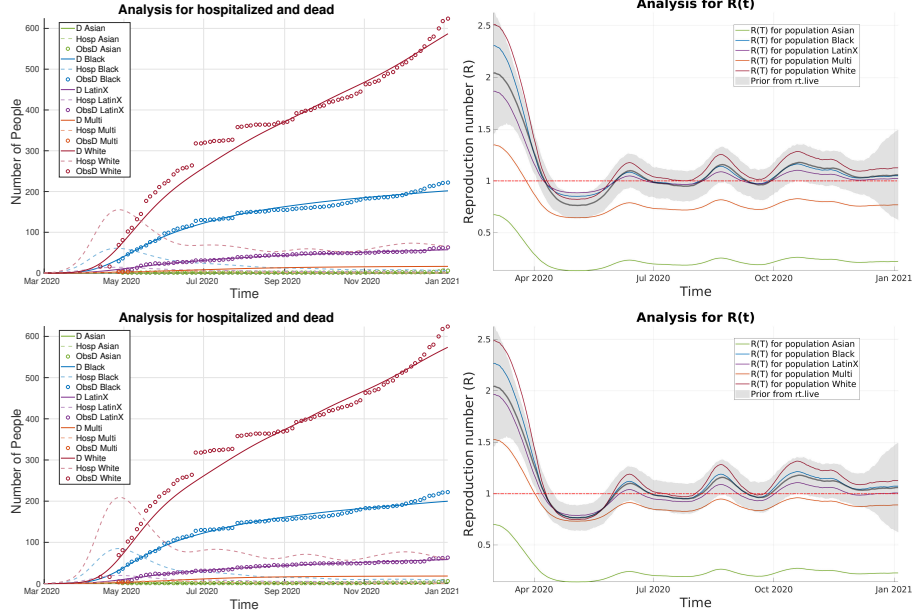 Analysis for hospitalized and dead
Number of People
600
500
400
300
200
100
0
D Asian
Hosp Asian
ObsD Asian
D Black
Hosp Black
ObsD Black
D LatinX
Hosp LatinX
ObsD LatinX
D Multi
Hosp Multi
ObsD Multi
D White
Hosp White
ObsD White
Mar 2020 May 2020 Jul 2020 Sep 2020 Nov 2020 Jan 2021
Time
Analysis for R(t)
Reproduction number (R)
2.5
2
1.5
1
0.5
R(T) for population Asian
R(T) for population Black
R(T) for population LatinX
R(T) for population Multi
R(T) for population White
Prior from rt.live
Apr 2020 Jul 2020 Oct 2020 Jan 2021
Time
Analysis for hospitalized and dead
Number of People
600
500
400
300
200
100
0
D Asian
Hosp Asian
ObsD Asian
D Black
Hosp Black
ObsD Black
D LatinX
Hosp LatinX
ObsD LatinX
D Multi
Hosp Multi
ObsD Multi
D White
Hosp White
ObsD White
Mar 2020 May 2020 Jul 2020 Sep 2020 Nov 2020 Jan 2021
Time
Analysis for R(t)
Reproduction number (R)
2.5
2
1.5
1
0.5
R(T) for population Asian
R(T) for population Black
R(T) for population LatinX
R(T) for population Multi
R(T) for population White
Prior from rt.live
Apr 2020 Jul 2020 Oct 2020 Jan 2021
Time